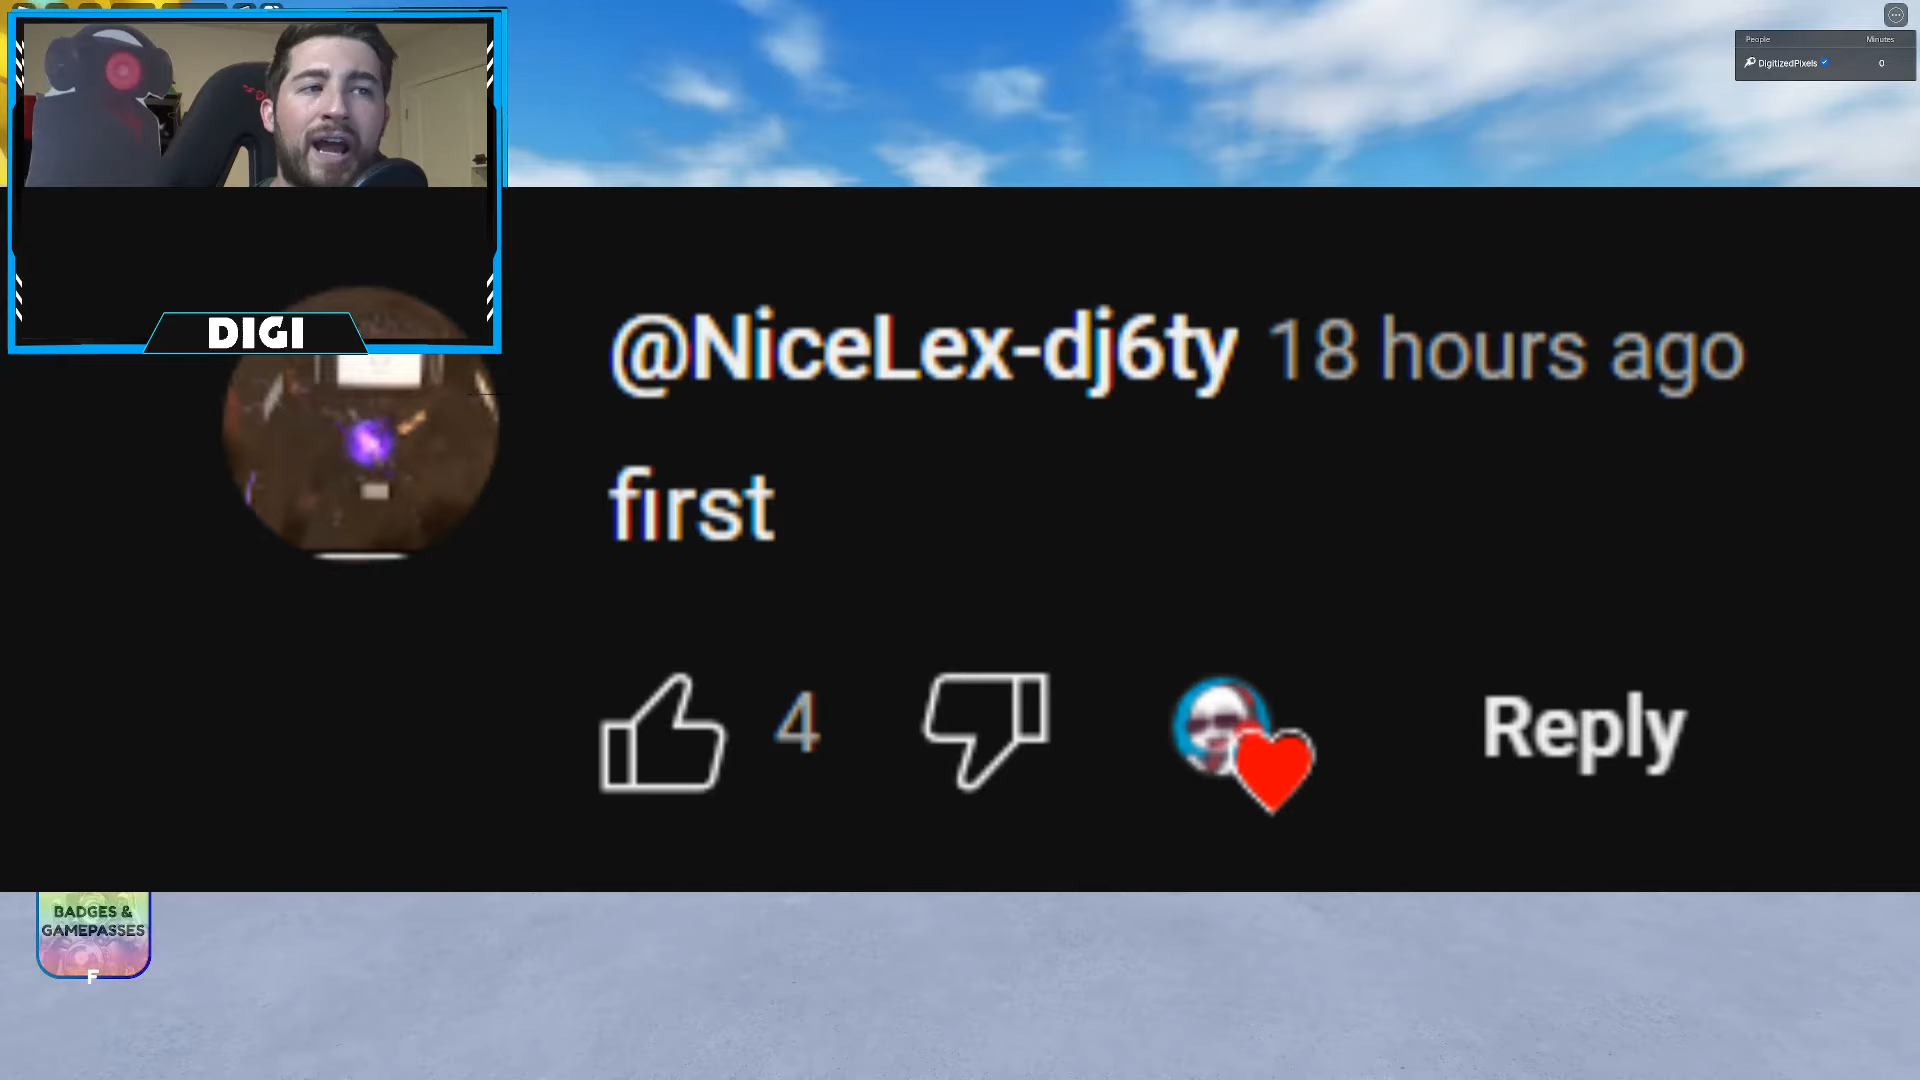 People Minutes
DigitizedPixels 0
DIGI
@NiceLex-dj6ty 18 hours ago
first
4
Reply
BADGES &
GAMEPASSES
F